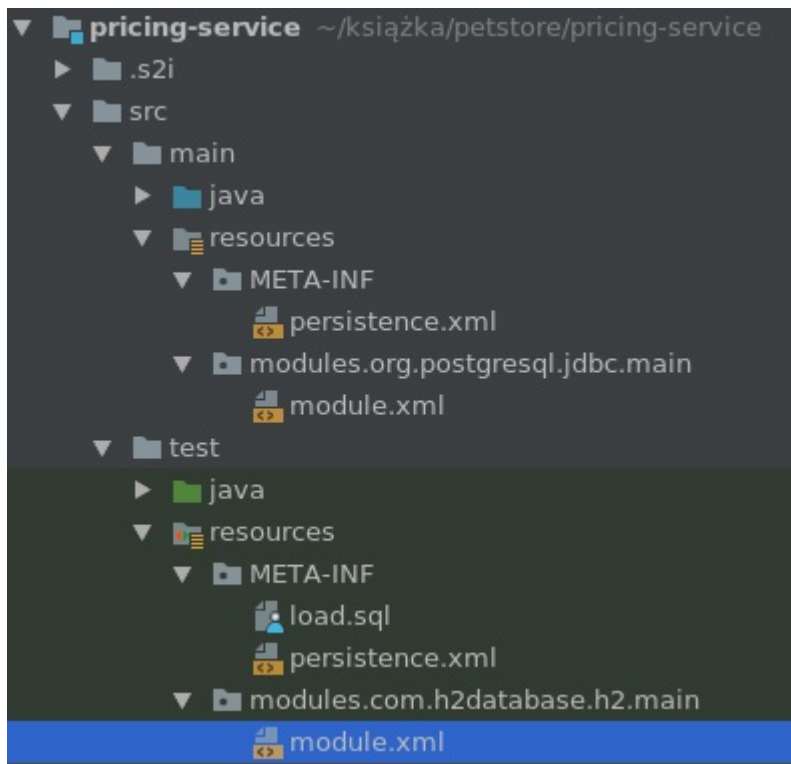 pricing-service ~/książka/petstore/pricing-service
.s2i
src
main
java
resources
META-INF
persistence.xml
modules.org.postgresql.jdbc.main
module.xml
test
java
resources
META-INF
load.sql
persistence.xml
modules.com.h2database.h2.main
module.xml